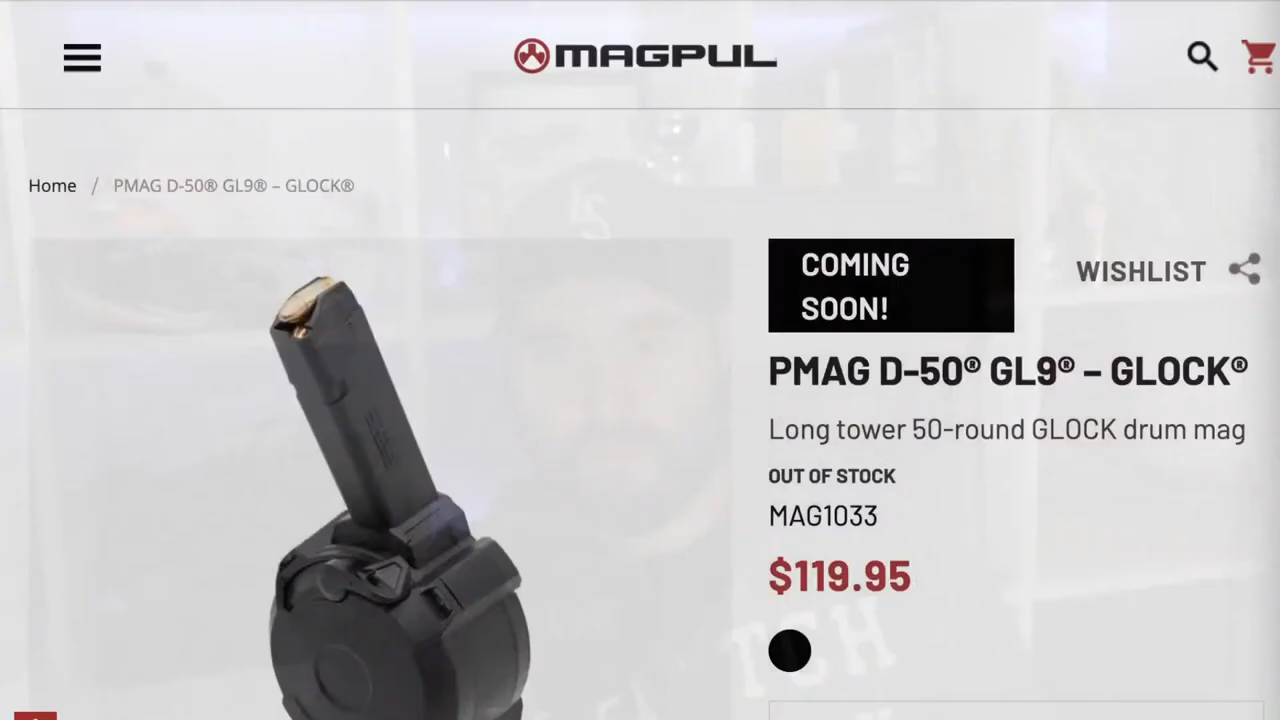 MAGPUL
Home / PMAG D-50® GL9® – GLOCK®
COMING
SOON!
WISHLIST
PMAG D-50® GL9® – GLOCK®
Long tower 50-round GLOCK drum mag
OUT OF STOCK
MAG1033
$119.95
TCH